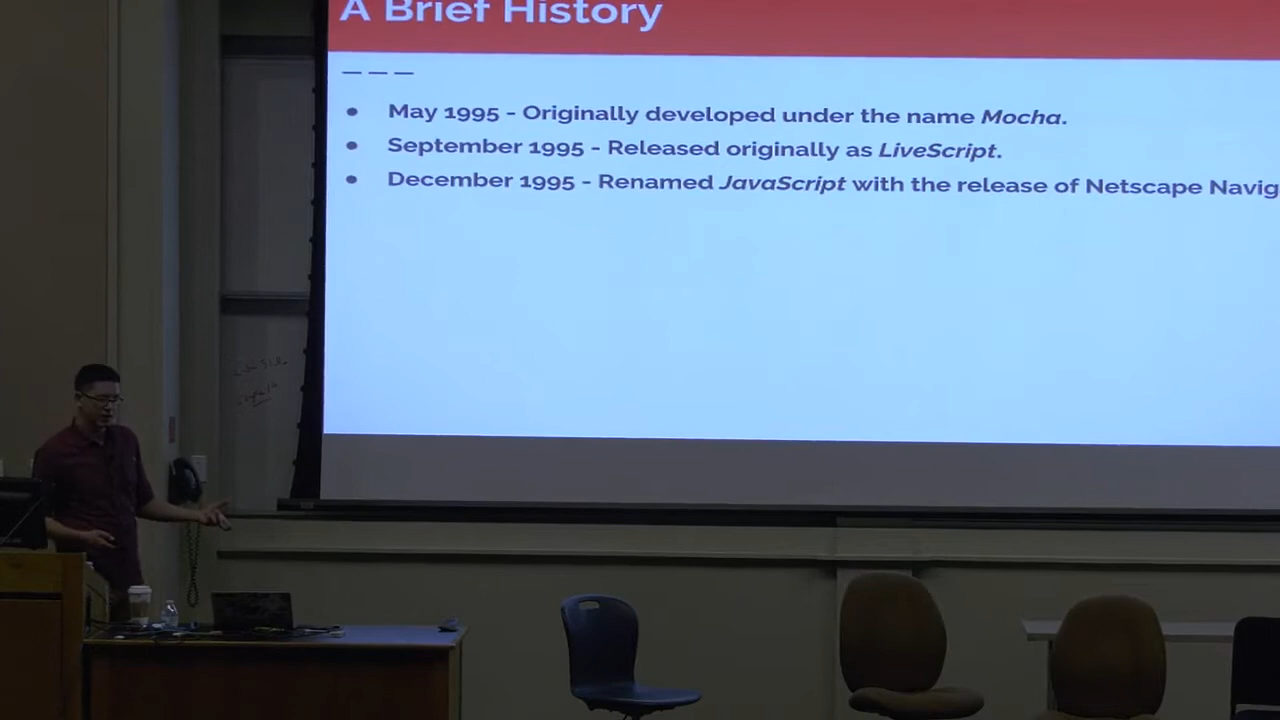 A Brief History
May 1995 - Originally developed under the name Mocha.
September 1995 - Released originally as LiveScript.
December 1995 - Renamed JavaScript with the release of Netscape Navig